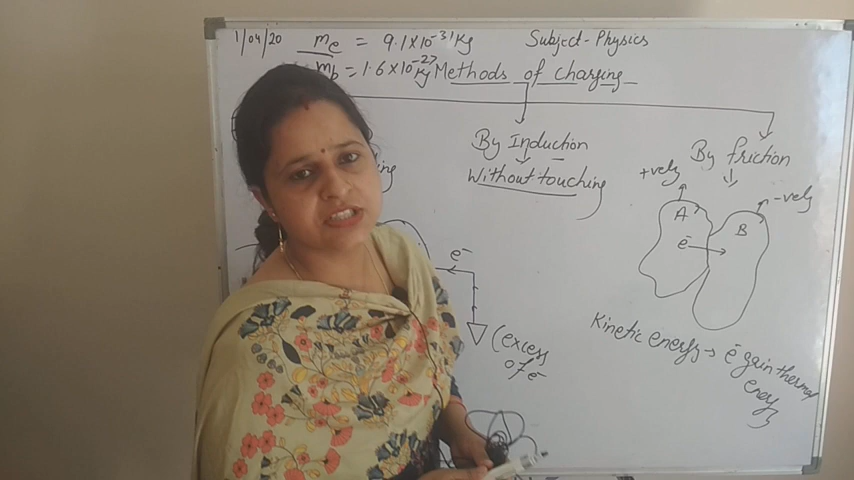 1/04/20 me = 9.1×10⁻³¹ Kg Subject-Physics
mp = 1.6×10⁻²⁷ Kg Methods of charging
By Induction
Without touching
By friction
+vely
-vely
A
B
e⁻
e⁻
(excess
of e⁻
Kinetic energy → e⁻ gain thermal
enery